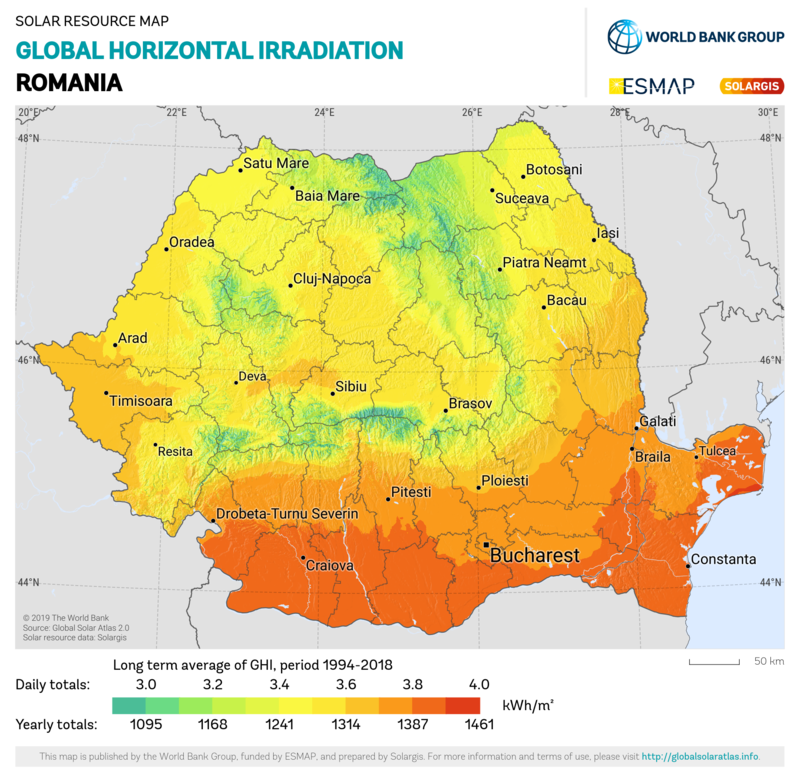 SOLAR RESOURCE MAP
GLOBAL HORIZONTAL IRRADIATION
ROMANIA
WORLD BANK GROUP
ESMAP
SOLARGIS
20°E
22°E
24°E
26°E
28°E
30°E
48°N
48°N
Satu Mare
Botosani
Baia Mare
Suceava
Iasi
Oradea
Piatra Neamt
Cluj-Napoca
Bacau
Arad
46°N
46°N
Deva
Sibiu
Timisoara
Brasov
Galati
Resita
Tulcea
Braila
Ploiesti
Pitesti
Drobeta-Turnu Severin
Bucharest
Constanta
Craiova
44°N
44°N
© 2019 The World Bank
Source: Global Solar Atlas 2.0
Solar resource data: Solargis
50 km
Long term average of GHI, period 1994-2018
Daily totals: 3.0 3.2 3.4 3.6 3.8 4.0
kWh/m²
Yearly totals: 1095 1168 1241 1314 1387 1461
This map is published by the World Bank Group, funded by ESMAP, and prepared by Solargis. For more information and terms of use, please visit http://globalsolaratlas.info.